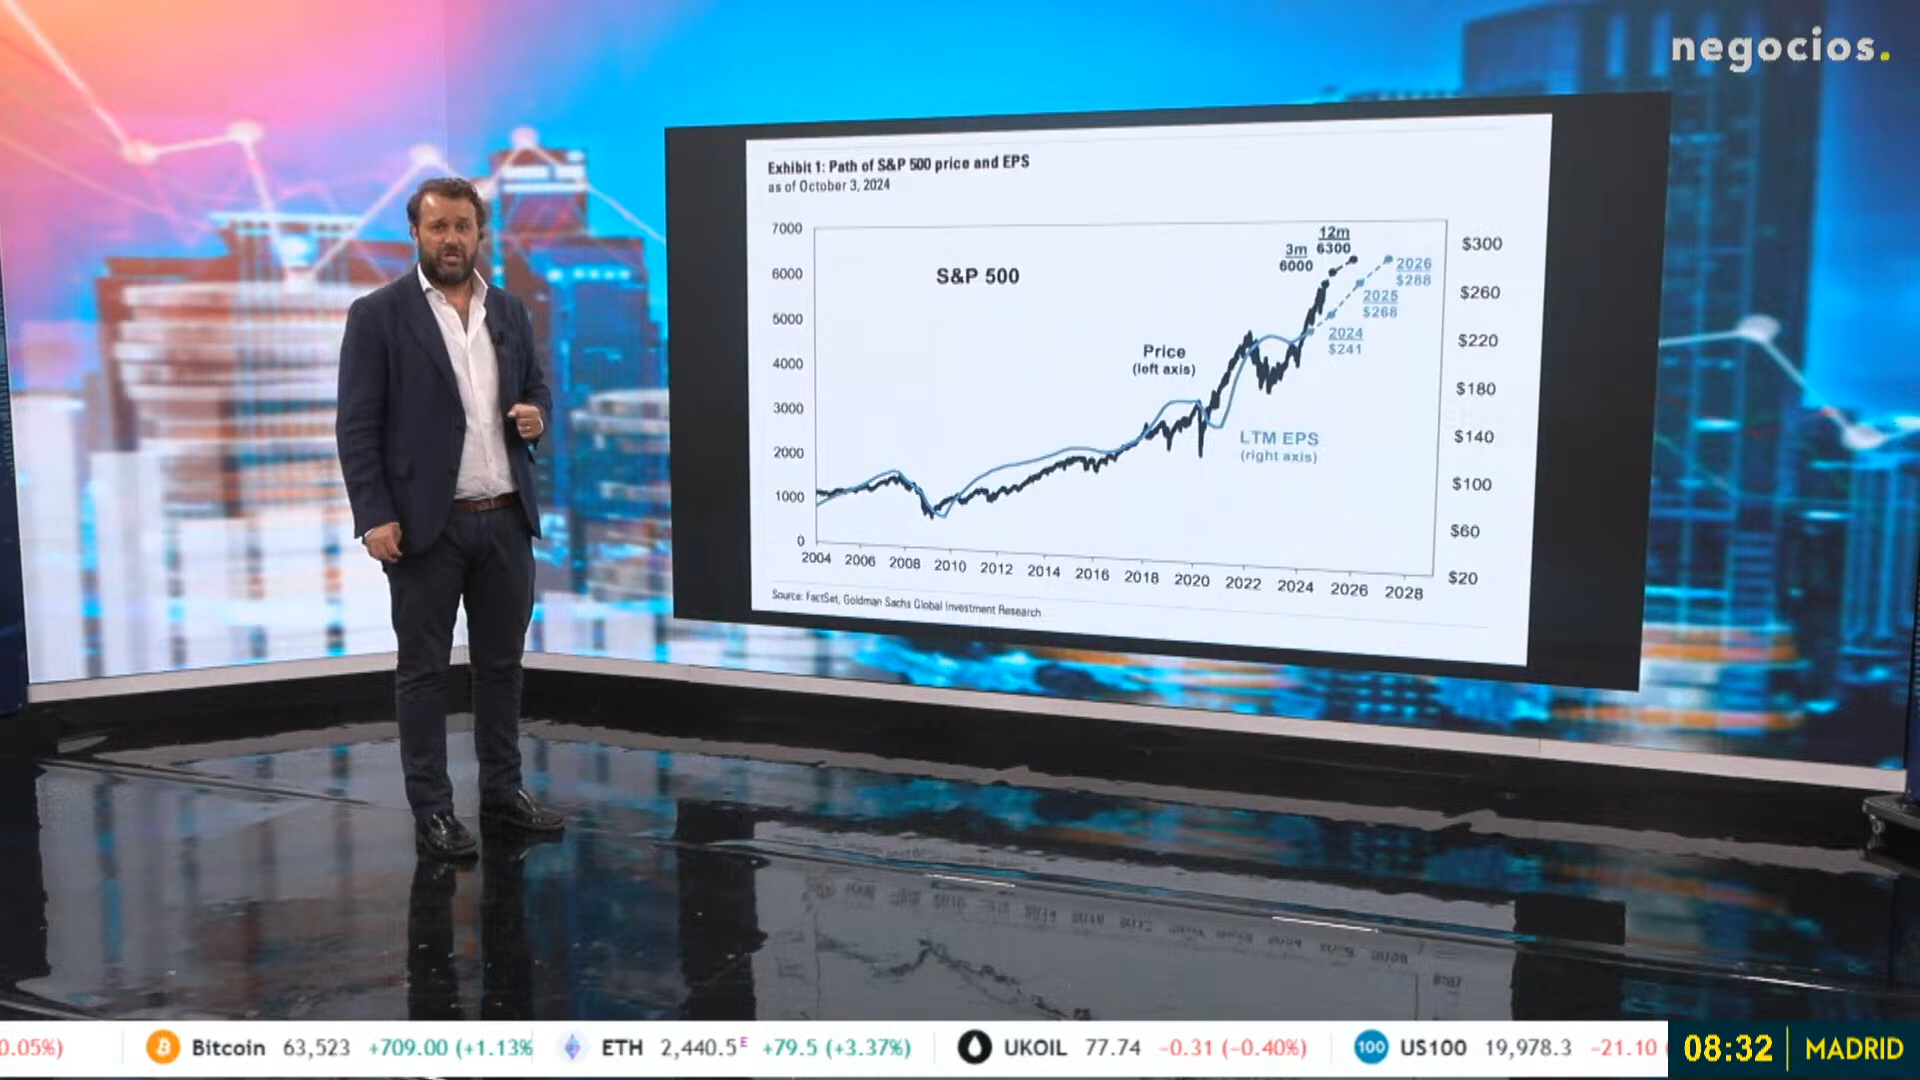 negocios.
Exhibit 1: Path of S&P 500 price and EPS
as of October 3, 2024
7000
6000
5000
4000
3000
2000
1000
0
S&P 500
3m
6000
12m
6300
2026
$288
2025
$268
2024
$241
Price
(left axis)
LTM EPS
(right axis)
$300
$260
$220
$180
$140
$100
$60
$20
2004 2006 2008 2010 2012 2014 2016 2018 2020 2022 2024 2026 2028
Source: FactSet, Goldman Sachs Global Investment Research
0.05%) Bitcoin 63,523 +709.00 (+1.13% ETH 2,440.5E +79.5 (+3.37%) UKOIL 77.74 −0.31 (−0.40%) 100 US100 19,978.3 −21.10 08:32 MADRID